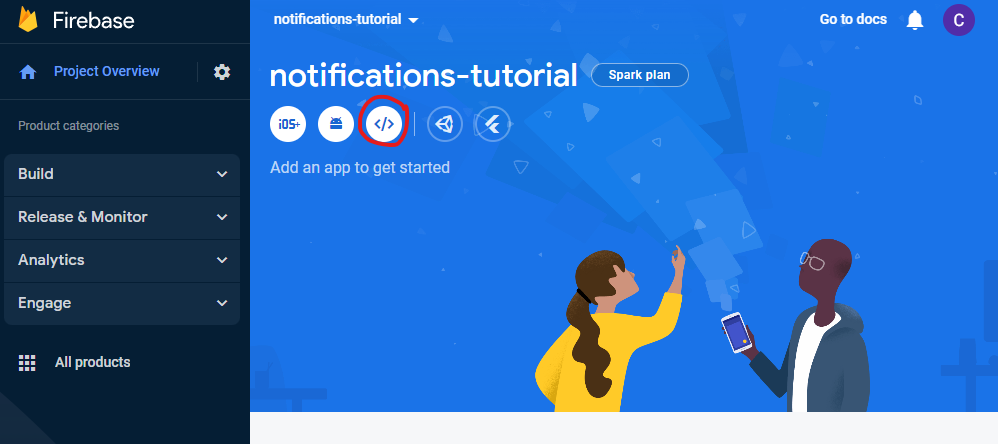 Firebase
notifications-tutorial
Go to docs
C
Project Overview
notifications-tutorial
Spark plan
iOS+
</>
Add an app to get started
Product categories
Build
Release & Monitor
Analytics
Engage
All products